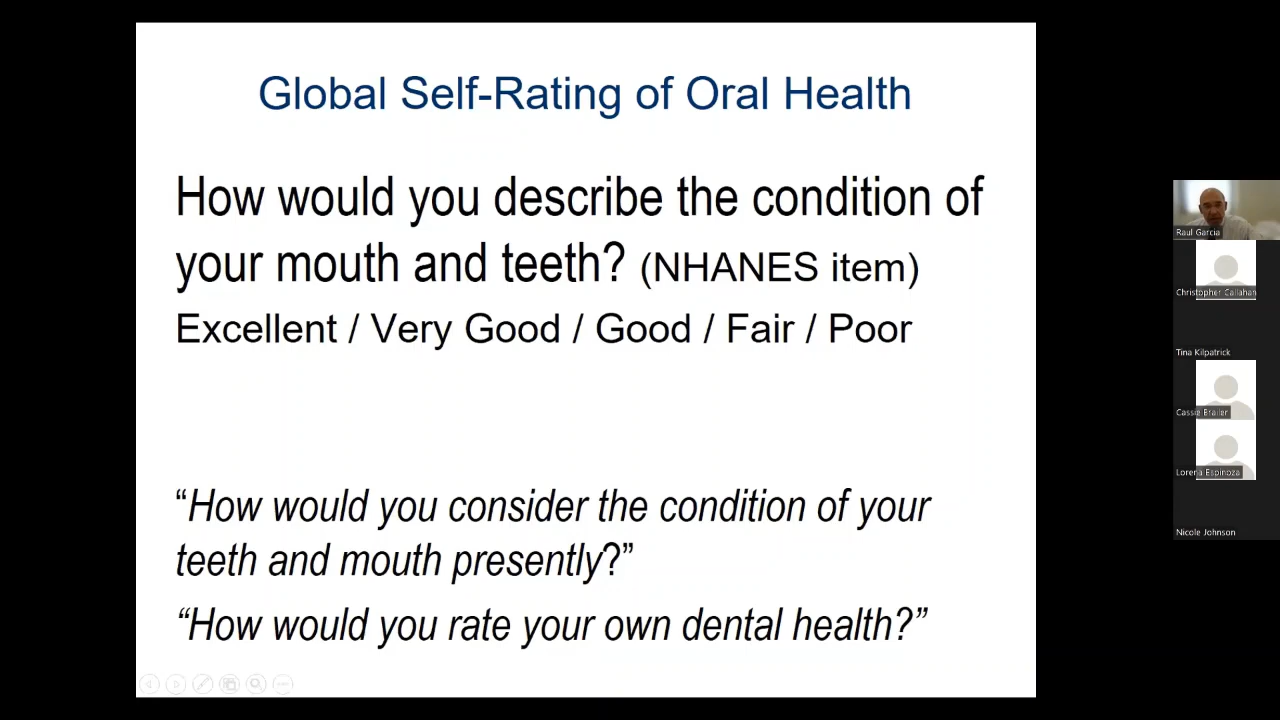 Global Self-Rating of Oral Health
How would you describe the condition of
your mouth and teeth? (NHANES item)
Excellent / Very Good / Good / Fair / Poor
“How would you consider the condition of your
teeth and mouth presently?”
“How would you rate your own dental health?”
Raul Garcia
Christopher Callahan
Tina Kilpatrick
Cassie Brailer
Lorena Espinoza
Nicole Johnson